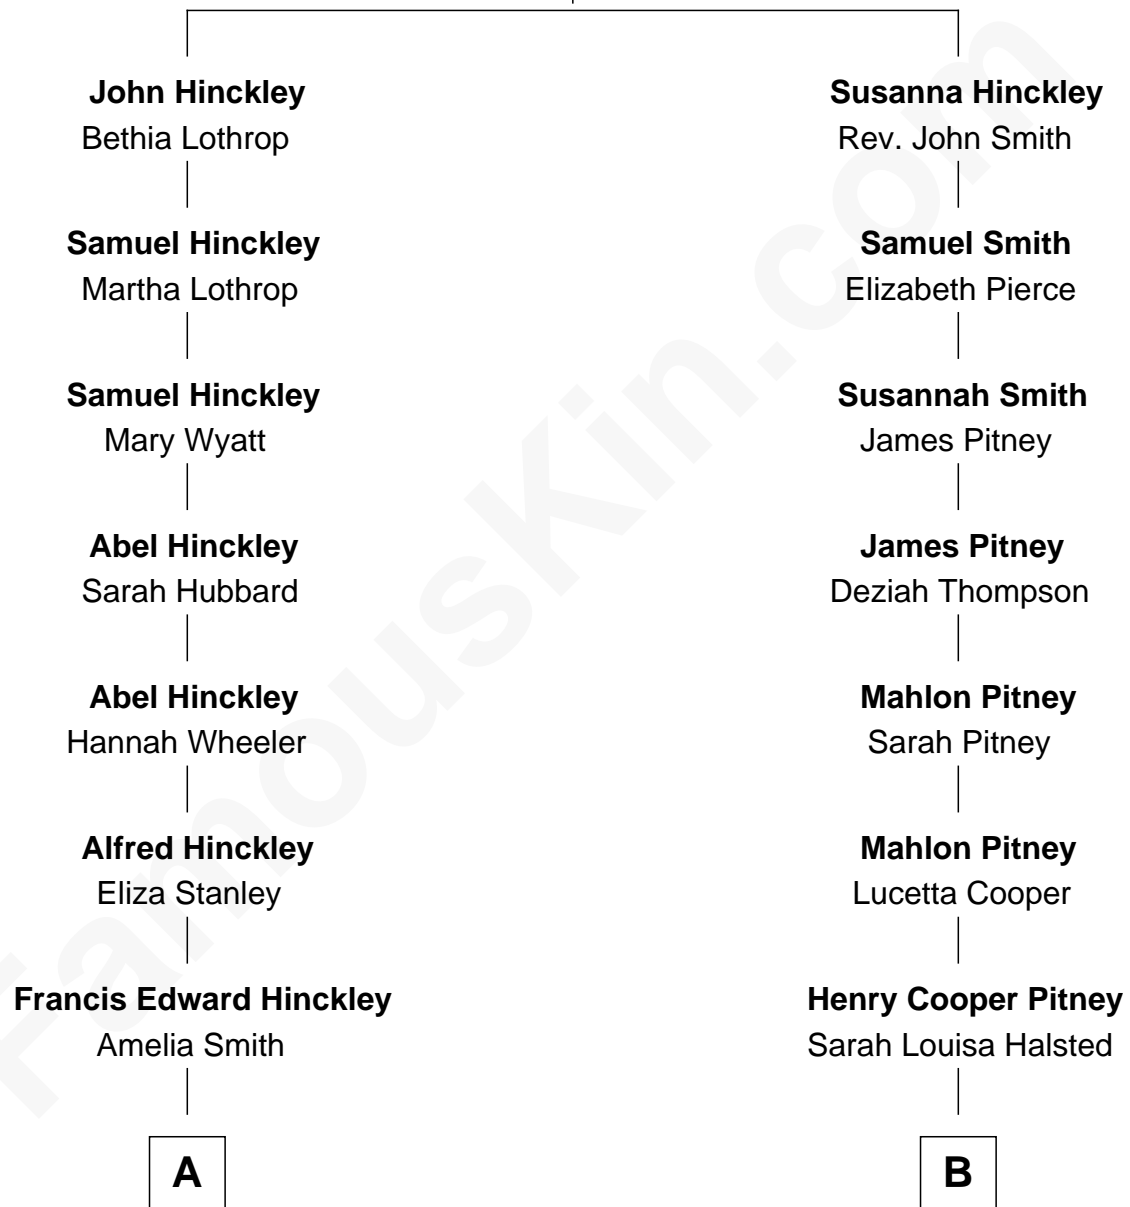 John Hinckley
Bethia Lothrop
Samuel Hinckley
Martha Lothrop
Samuel Hinckley
Mary Wyatt
Abel Hinckley
Sarah Hubbard
Abel Hinckley
Hannah Wheeler
Alfred Hinckley
Eliza Stanley
Francis Edward Hinckley
Amelia Smith
A
Susanna Hinckley
Rev. John Smith
Samuel Smith
Elizabeth Pierce
Susannah Smith
James Pitney
James Pitney
Deziah Thompson
Mahlon Pitney
Sarah Pitney
Mahlon Pitney
Lucetta Cooper
Henry Cooper Pitney
Sarah Louisa Halsted
B
FamousKin.com